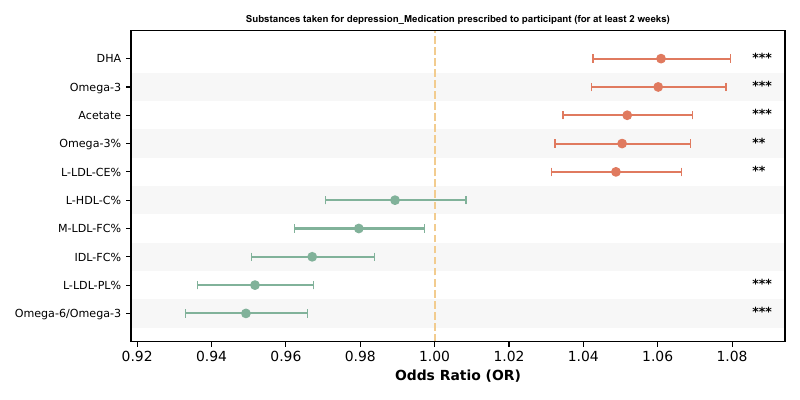 Substances taken for depression_Medication prescribed to participant (for at least 2 weeks)
DHA ***
Omega-3 ***
Acetate ***
Omega-3% **
L-LDL-CE% **
L-HDL-C%
M-LDL-FC%
IDL-FC%
L-LDL-PL% ***
Omega-6/Omega-3 ***
0.92 0.94 0.96 0.98 1.00 1.02 1.04 1.06 1.08
Odds Ratio (OR)